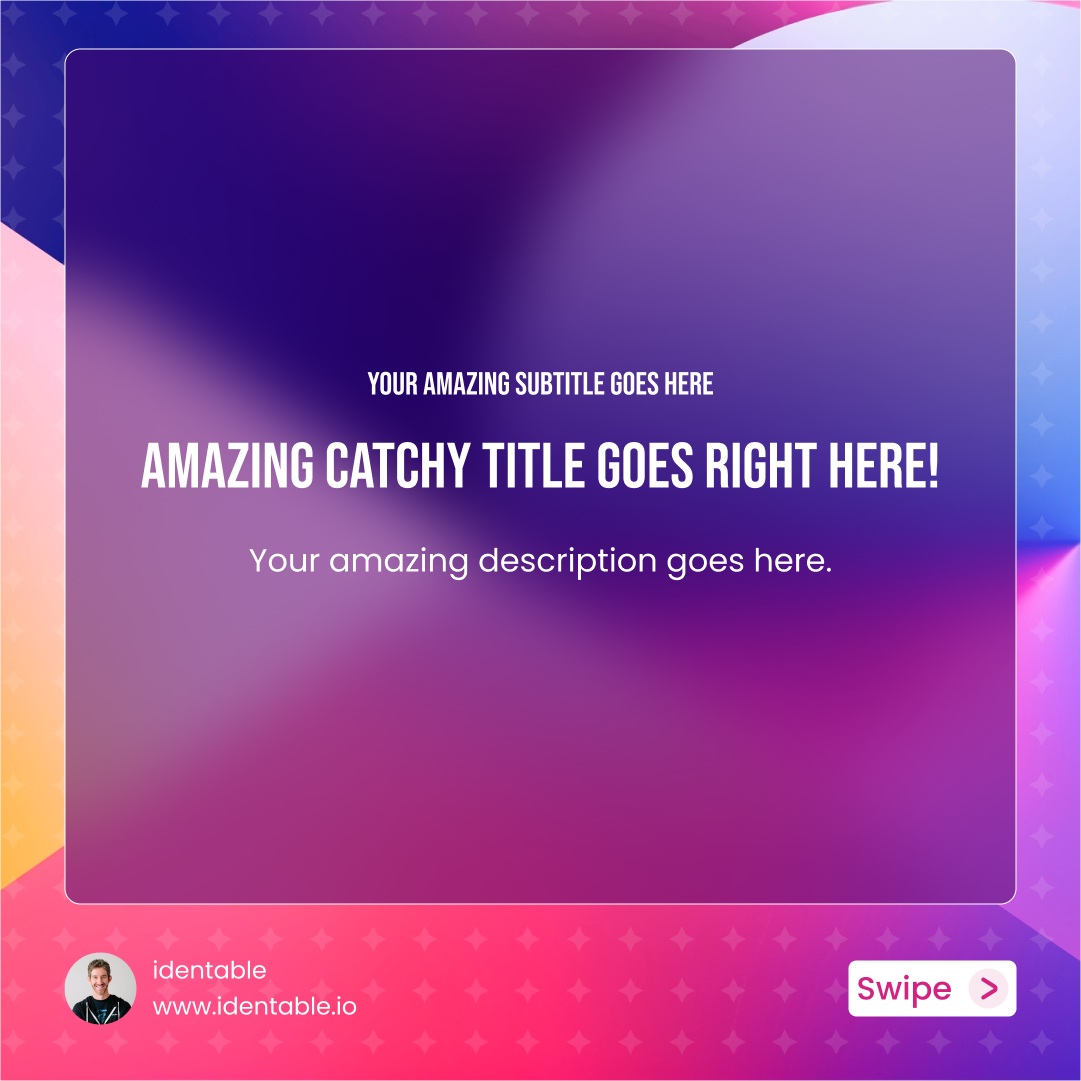 YOUR AMAZING SUBTITLE GOES HERE
AMAZING CATCHY TITLE GOES RIGHT HERE!
Your amazing description goes here.
identable
www.identable.io
Swipe